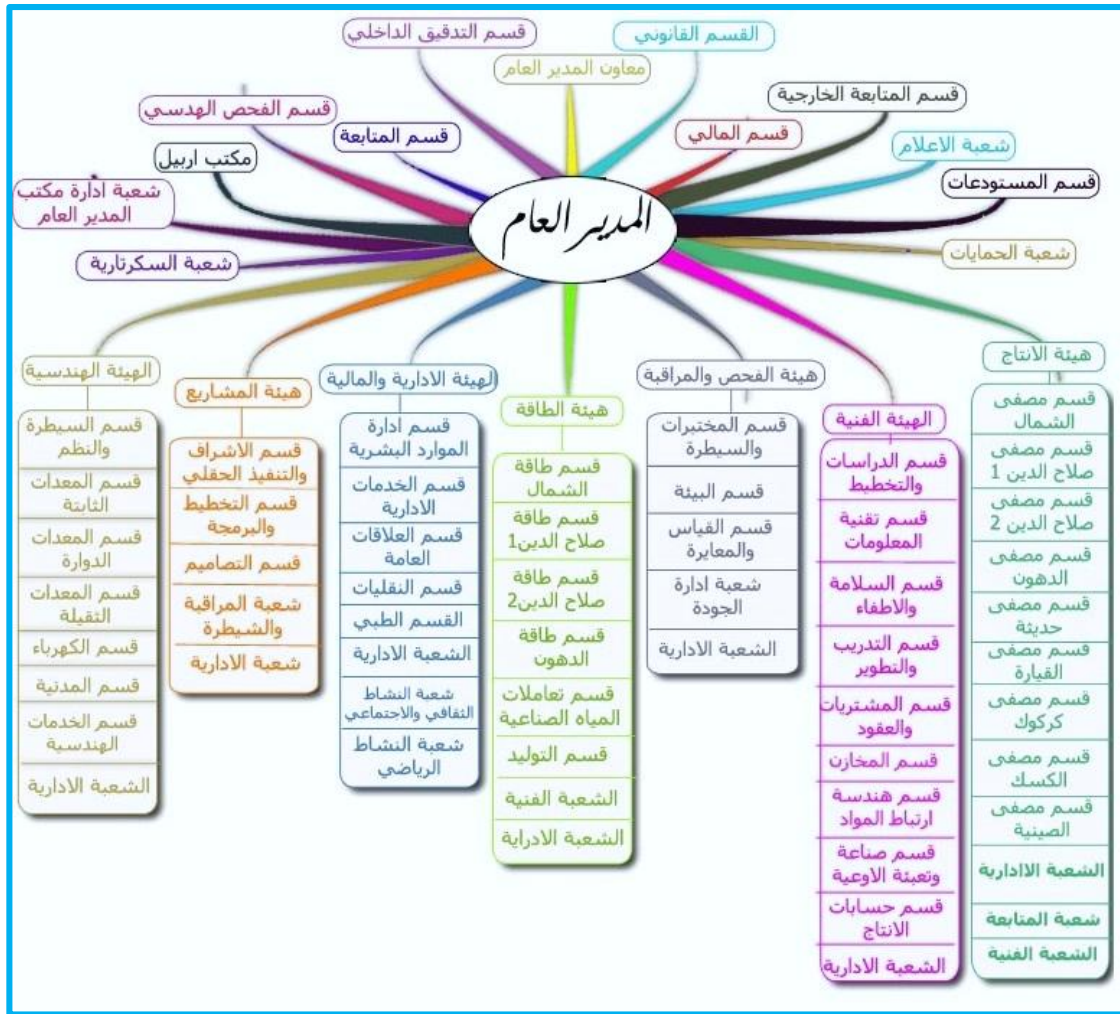 القسم القانوني
قسم التدقيق الداخلي
معاون المدير العام
قسم المتابعة الخارجية
قسم الفحص الهدسي
قسم المالي
قسم المتابعة
شعبة الاعلام
مكتب اربيل
قسم المستودعات
شعبة ادارة مكتب
المدير العام
المدير العام
شعبة الحمايات
شعبة السكرتارية
هيئة الانتاج
قسم مصفى
الشمال
قسم مصفى
صلاح الدين 1
قسم مصفى
صلاح الدين 2
قسم مصفى
الدهون
قسم مصفى
حديثة
قسم مصفى
القيارة
قسم مصفى
كركوك
قسم مصفى
الكسك
قسم مصفى
الصينية
الشعبة الاادارية
شعبة المتابعة
الشعبة الفنية
الهيئة الفنية
قسم الدراسات
والتخطيط
قسم تقنية
المعلومات
قسم السلامة
والاطفاء
قسم التدريب
والتطوير
قسم المشتريات
والعقود
قسم المخازن
قسم هندسة
ارتباط المواد
قسم صناعة
وتعبئة الاوعية
قسم حسابات
الانتاج
الشعبة الادارية
هيئة الفحص والمراقبة
قسم المختبرات
والسيطرة
قسم البيئة
قسم القياس
والمعايرة
شعبة ادارة
الجودة
الشعبة الادارية
هيئة الطاقة
قسم طاقة
الشمال
قسم طاقة
صلاح الدين1
قسم طاقة
صلاح الدين2
قسم طاقة
الدهون
قسم تعاملات
المياه الصناعية
قسم التوليد
الشعبة الفنية
الشعبة الادراية
الهيئة الادارية والمالية
قسم ادارة
الموارد البشرية
قسم الخدمات
الادارية
قسم العلاقات
العامة
قسم النقليات
القسم الطبي
الشعبة الادارية
شعبة النشاط
الثقافي والاجتماعي
شعبة النشاط
الرياضي
هيئة المشاريع
قسم الاشراف
والتنفيذ الحقلي
قسم التخطيط
والبرمجة
قسم التصاميم
شعبة المراقبة
والشيطرة
شعبة الادارية
الهيئة الهندسية
قسم السيطرة
والنظم
قسم المعدات
الثابتة
قسم المعدات
الدوارة
قسم المعدات
الثقيلة
قسم الكهرباء
قسم المدنية
قسم الخدمات
الهندسية
الشعبة الادارية